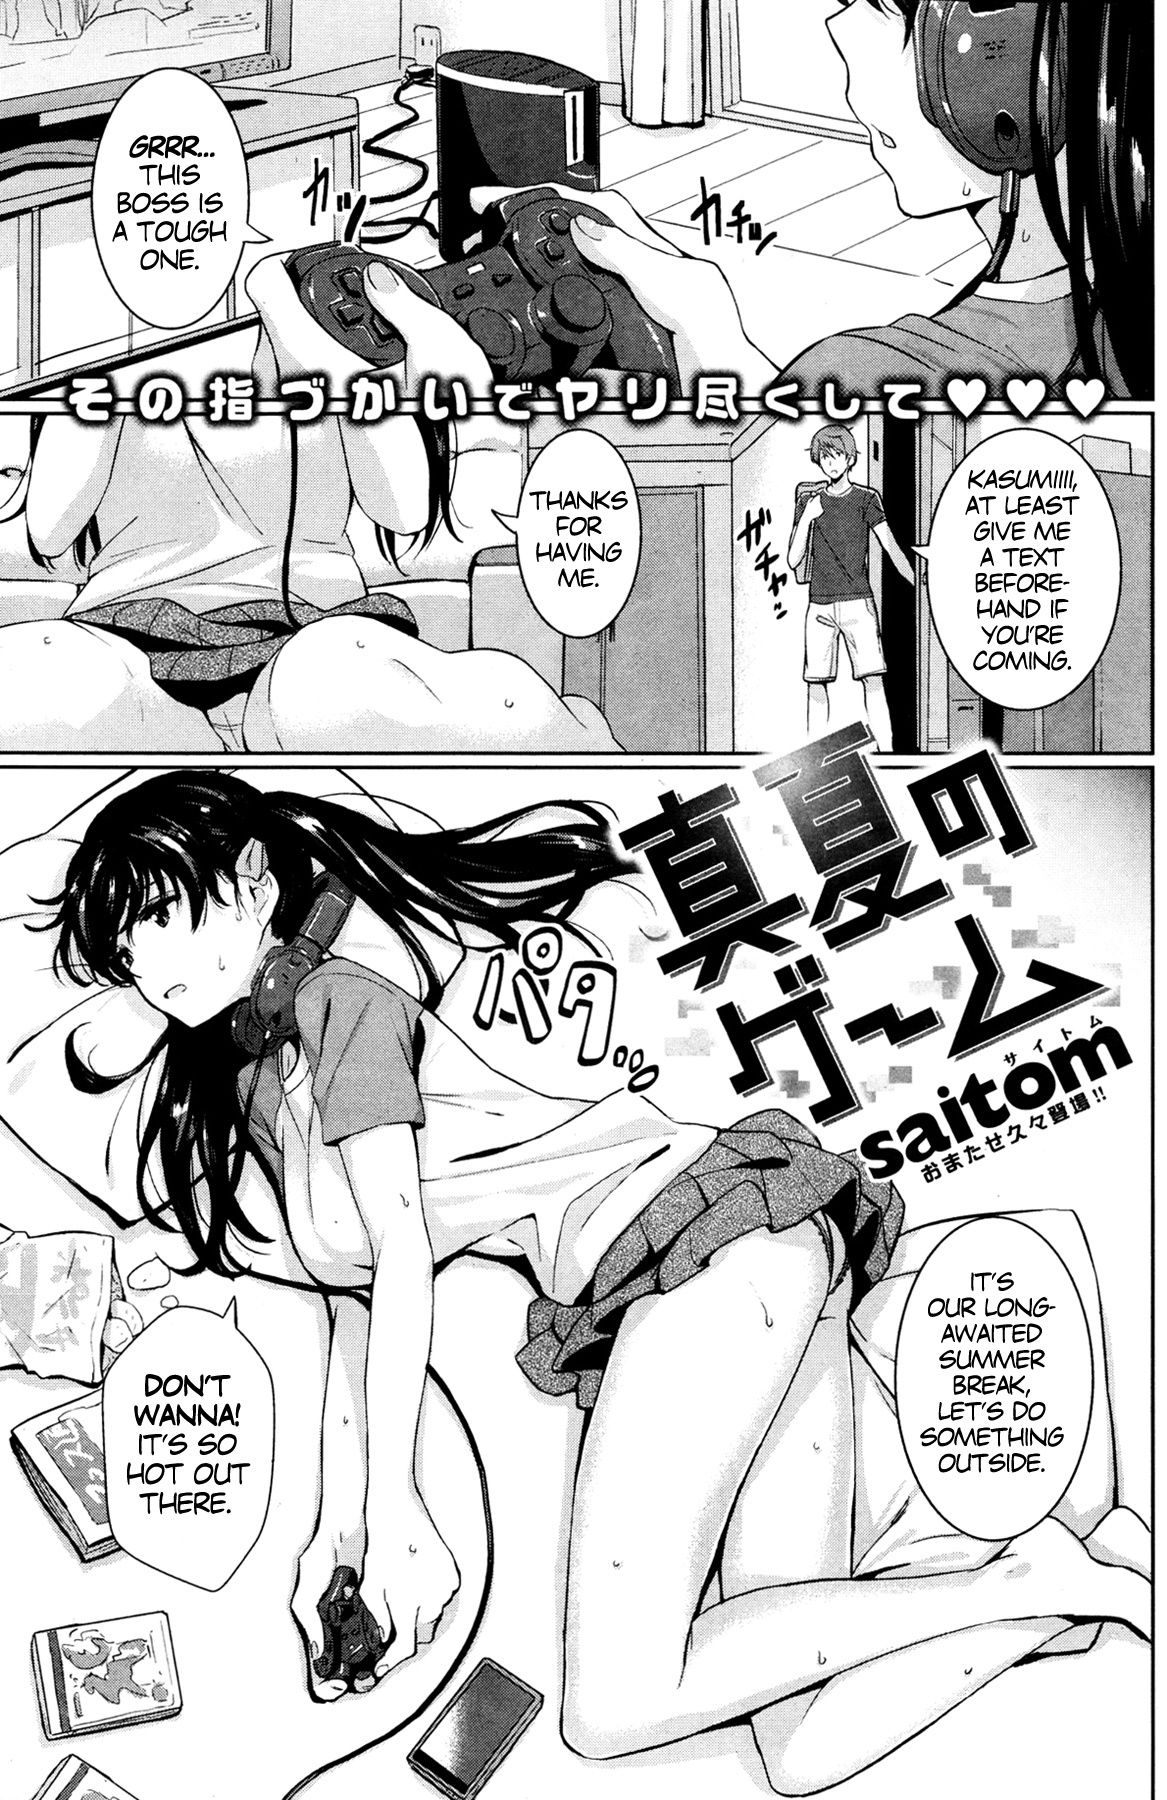 GRRR...
THIS
BOSS IS
A TOUGH
ONE.
ガッ
カチッ
その指づかいでヤリ尽くして♥♥♥
KASUMIIII,
AT LEAST
GIVE ME
A TEXT
BEFORE-
HAND IF
YOU'RE
COMING.
ガチャ
THANKS
FOR
HAVING
ME.
真夏の
ゲーム
サイトム
saitom
おまたせ久々登場!!
パタッ...
IT'S
OUR LONG-
AWAITED
SUMMER
BREAK,
LET'S DO
SOMETHING
OUTSIDE.
DON'T
WANNA!
IT'S SO
HOT OUT
THERE.